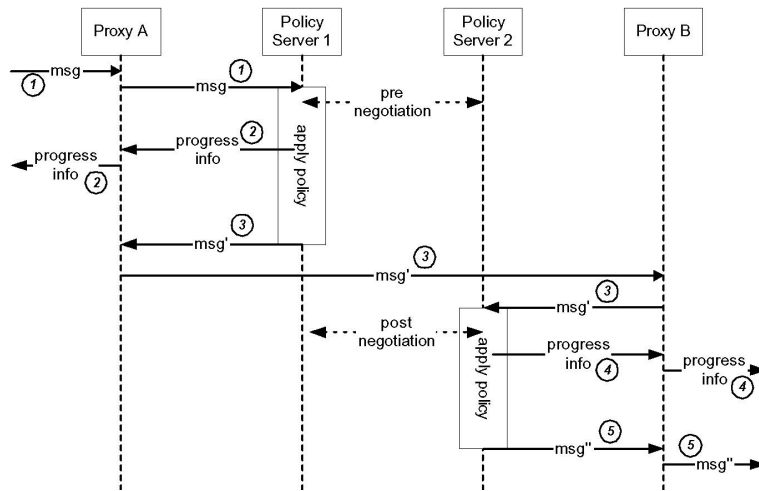 Proxy A
Policy
Server 1
Policy
Server 2
Proxy B
msg
1
msg
1
pre
negotiation
progress
info
2
progress
info
2
apply policy
msg'
3
msg'
3
msg'
3
post
negotiation
apply policy
progress
info
4
progress
info
4
msg''
5
msg''
5